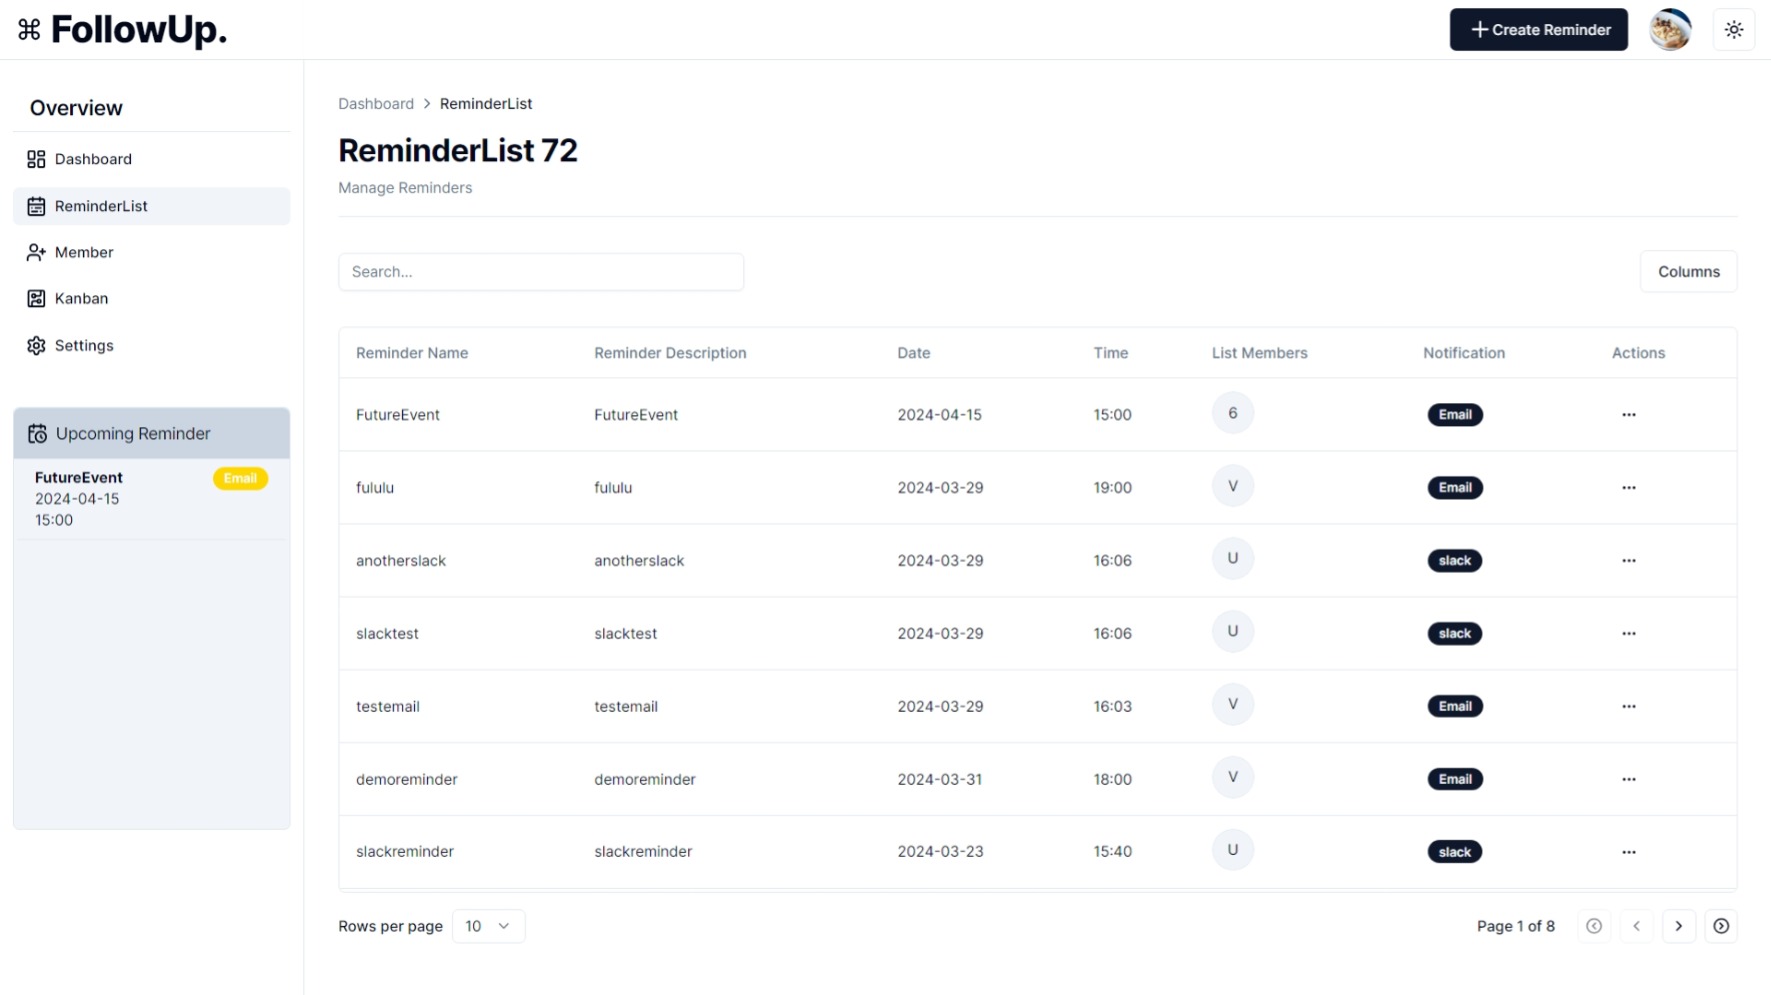 ⌘ FollowUp.
+ Create Reminder
Overview
Dashboard
ReminderList
Member
Kanban
Settings
Upcoming Reminder
FutureEvent Email
2024-04-15
15:00
Dashboard > ReminderList
ReminderList 72
Manage Reminders
Search...
Columns
Reminder Name Reminder Description Date Time List Members Notification Actions
FutureEvent FutureEvent 2024-04-15 15:00 6 Email ...
fululu fululu 2024-03-29 19:00 V Email ...
anotherslack anotherslack 2024-03-29 16:06 U slack ...
slacktest slacktest 2024-03-29 16:06 U slack ...
testemail testemail 2024-03-29 16:03 V Email ...
demoreminder demoreminder 2024-03-31 18:00 V Email ...
slackreminder slackreminder 2024-03-23 15:40 U slack ...
Rows per page 10
Page 1 of 8